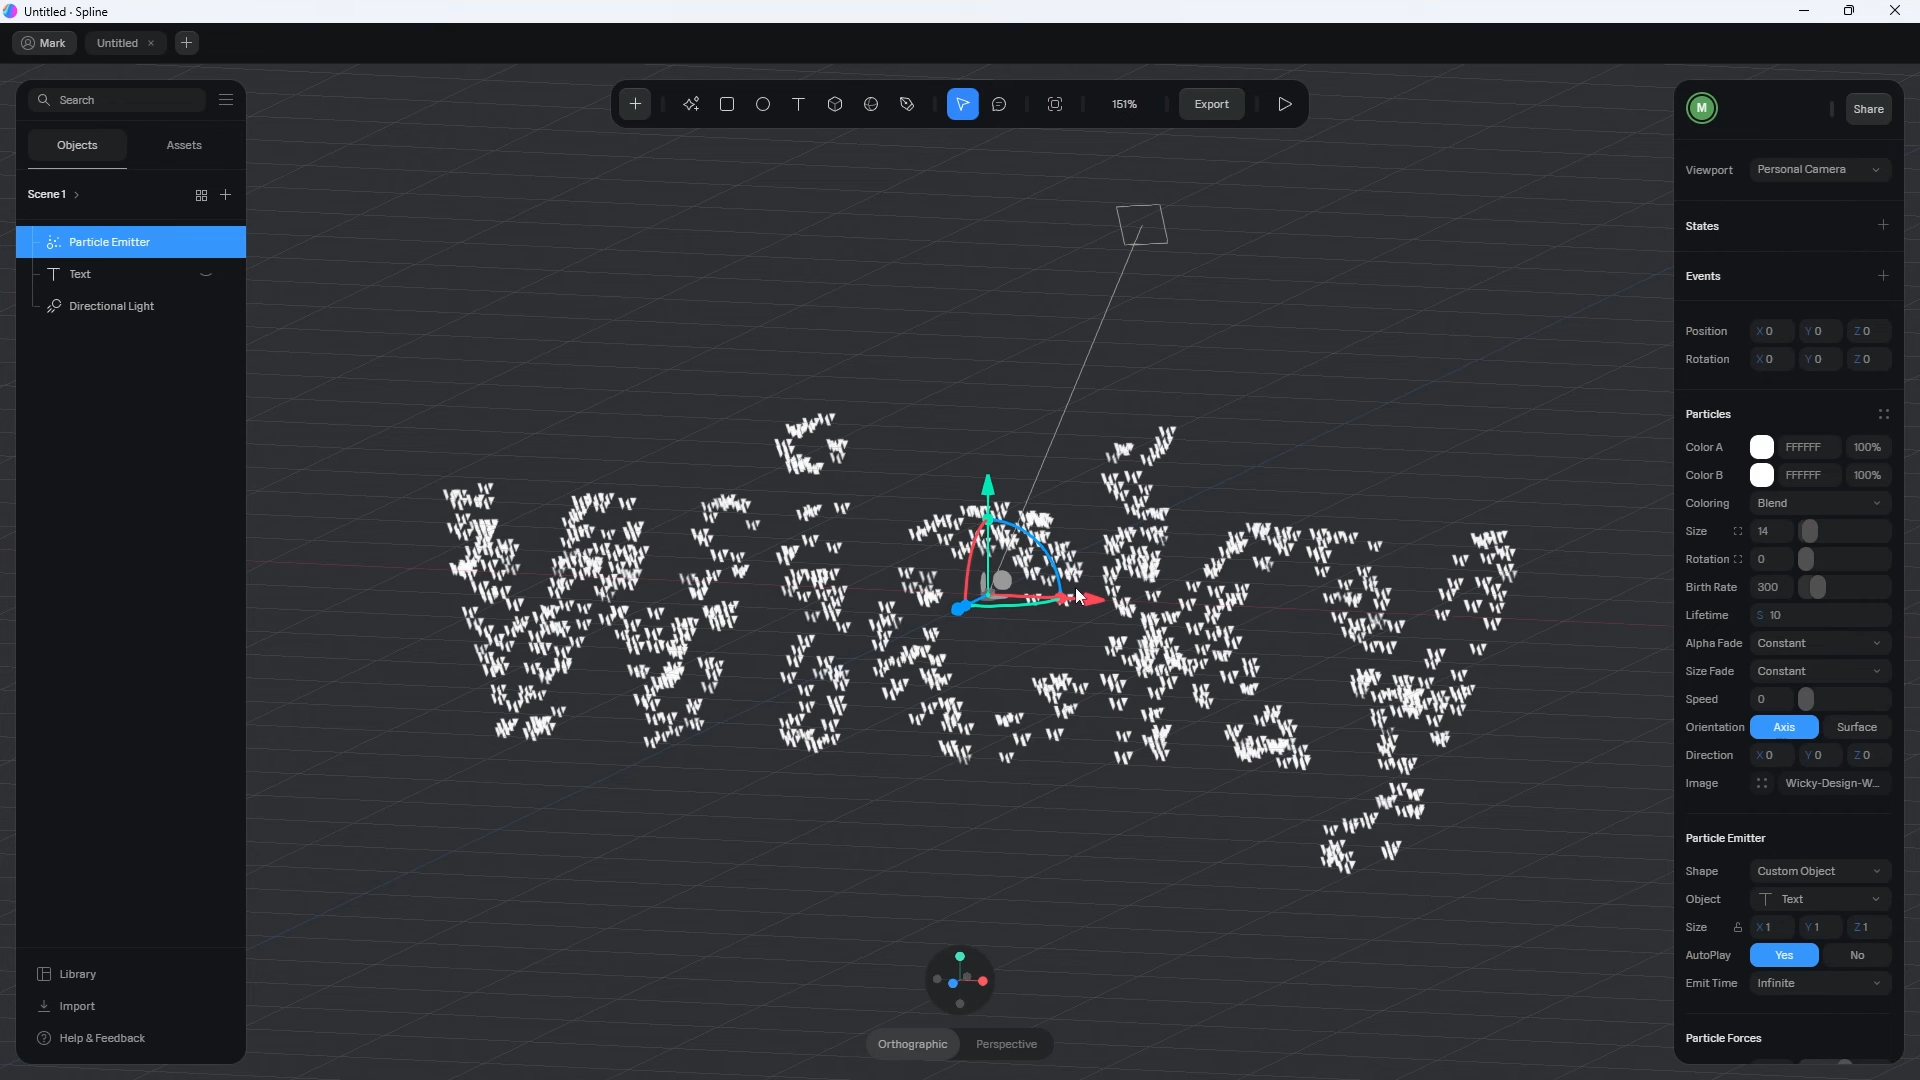 Untitled - Spline
Mark
Untitled
Search
Objects
Assets
Scene 1
Particle Emitter
Text
Directional Light
Library
Import
Help & Feedback
151%
Export
Orthographic
Perspective
M
Share
Viewport Personal Camera
States
Events
Position X 0 Y 0 Z 0
Rotation X 0 Y 0 Z 0
Particles
Color A FFFFFF 100%
Color B FFFFFF 100%
Coloring Blend
Size 14
Rotation 0
Birth Rate 300
Lifetime S 10
Alpha Fade Constant
Size Fade Constant
Speed 0
Orientation Axis Surface
Direction X 0 Y 0 Z 0
Image Wicky-Design-W...
Particle Emitter
Shape Custom Object
Object Text
Size X 1 Y 1 Z 1
AutoPlay Yes No
Emit Time Infinite
Particle Forces